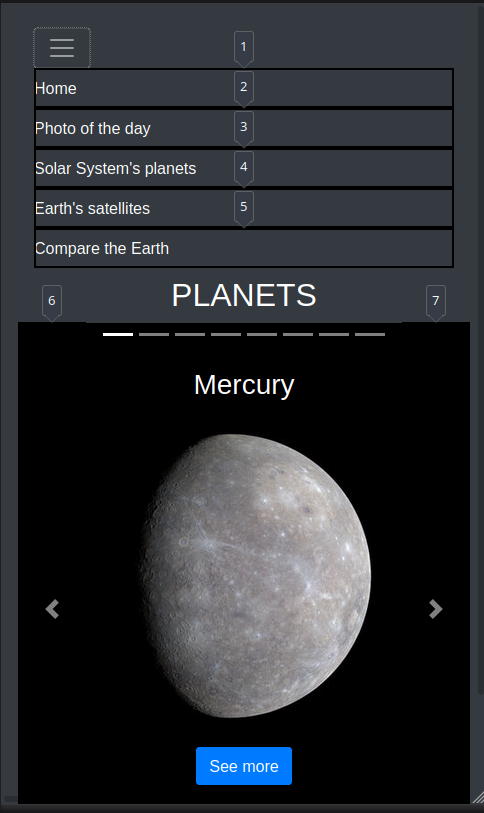 1
Home
2
Photo of the day
3
Solar System's planets
4
Earth's satellites
5
Compare the Earth
6
PLANETS
7
Mercury
See more